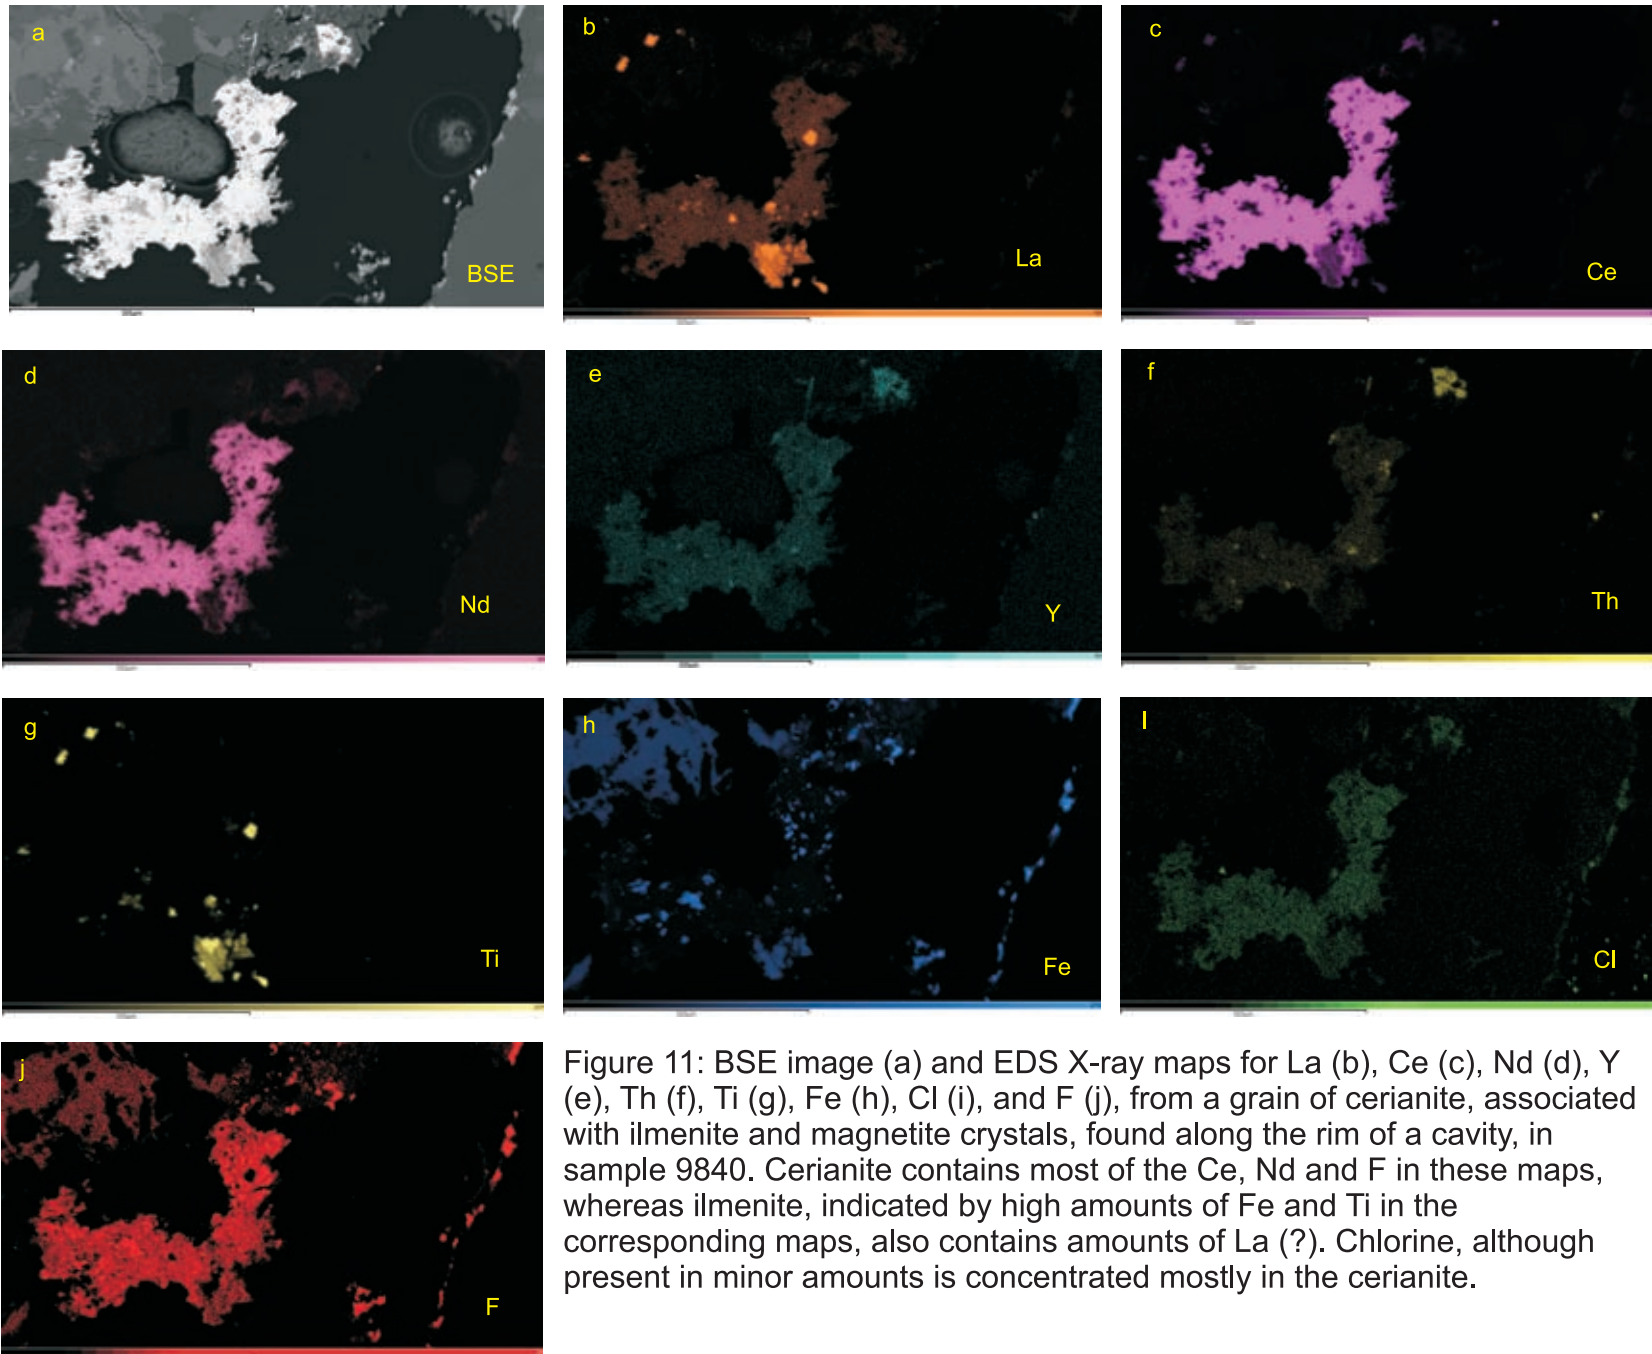 a
BSE
b
La
c
Ce
d
Nd
e
Y
f
Th
g
Ti
h
Fe
I
Cl
j
F
Figure 11: BSE image (a) and EDS X-ray maps for La (b), Ce (c), Nd (d), Y
(e), Th (f), Ti (g), Fe (h), Cl (i), and F (j), from a grain of cerianite, associated
with ilmenite and magnetite crystals, found along the rim of a cavity, in
sample 9840. Cerianite contains most of the Ce, Nd and F in these maps,
whereas ilmenite, indicated by high amounts of Fe and Ti in the
corresponding maps, also contains amounts of La (?). Chlorine, although
present in minor amounts is concentrated mostly in the cerianite.